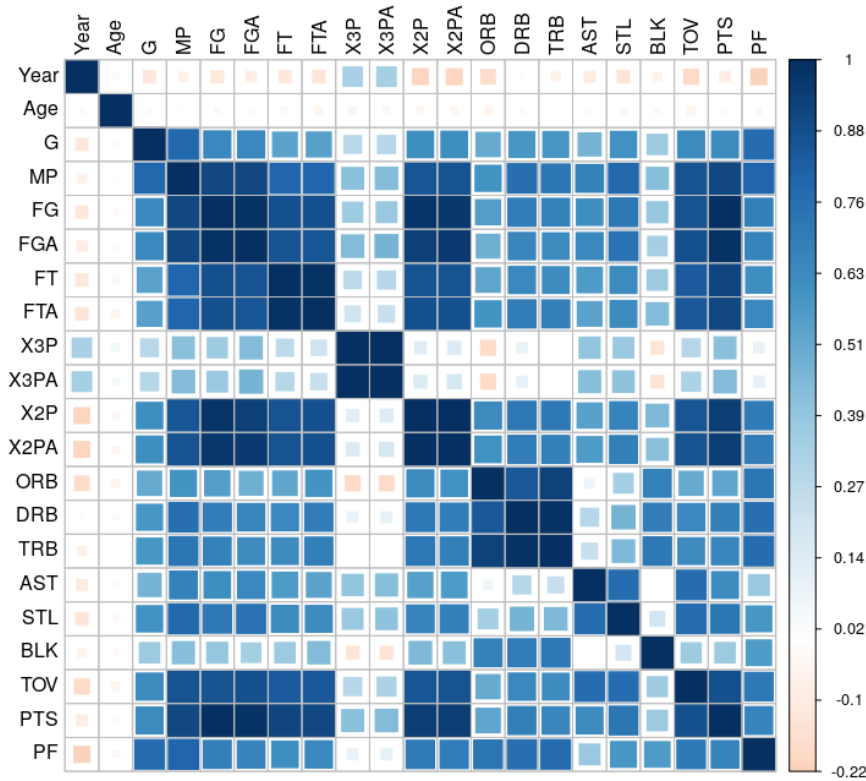 Year Age G MP FG FGA FT FTA X3P X3PA X2P X2PA ORB DRB TRB AST STL BLK TOV PTS PF
Year
Age
G
MP
FG
FGA
FT
FTA
X3P
X3PA
X2P
X2PA
ORB
DRB
TRB
AST
STL
BLK
TOV
PTS
PF
1
0.88
0.76
0.63
0.51
0.39
0.27
0.14
0.02
-0.1
-0.22